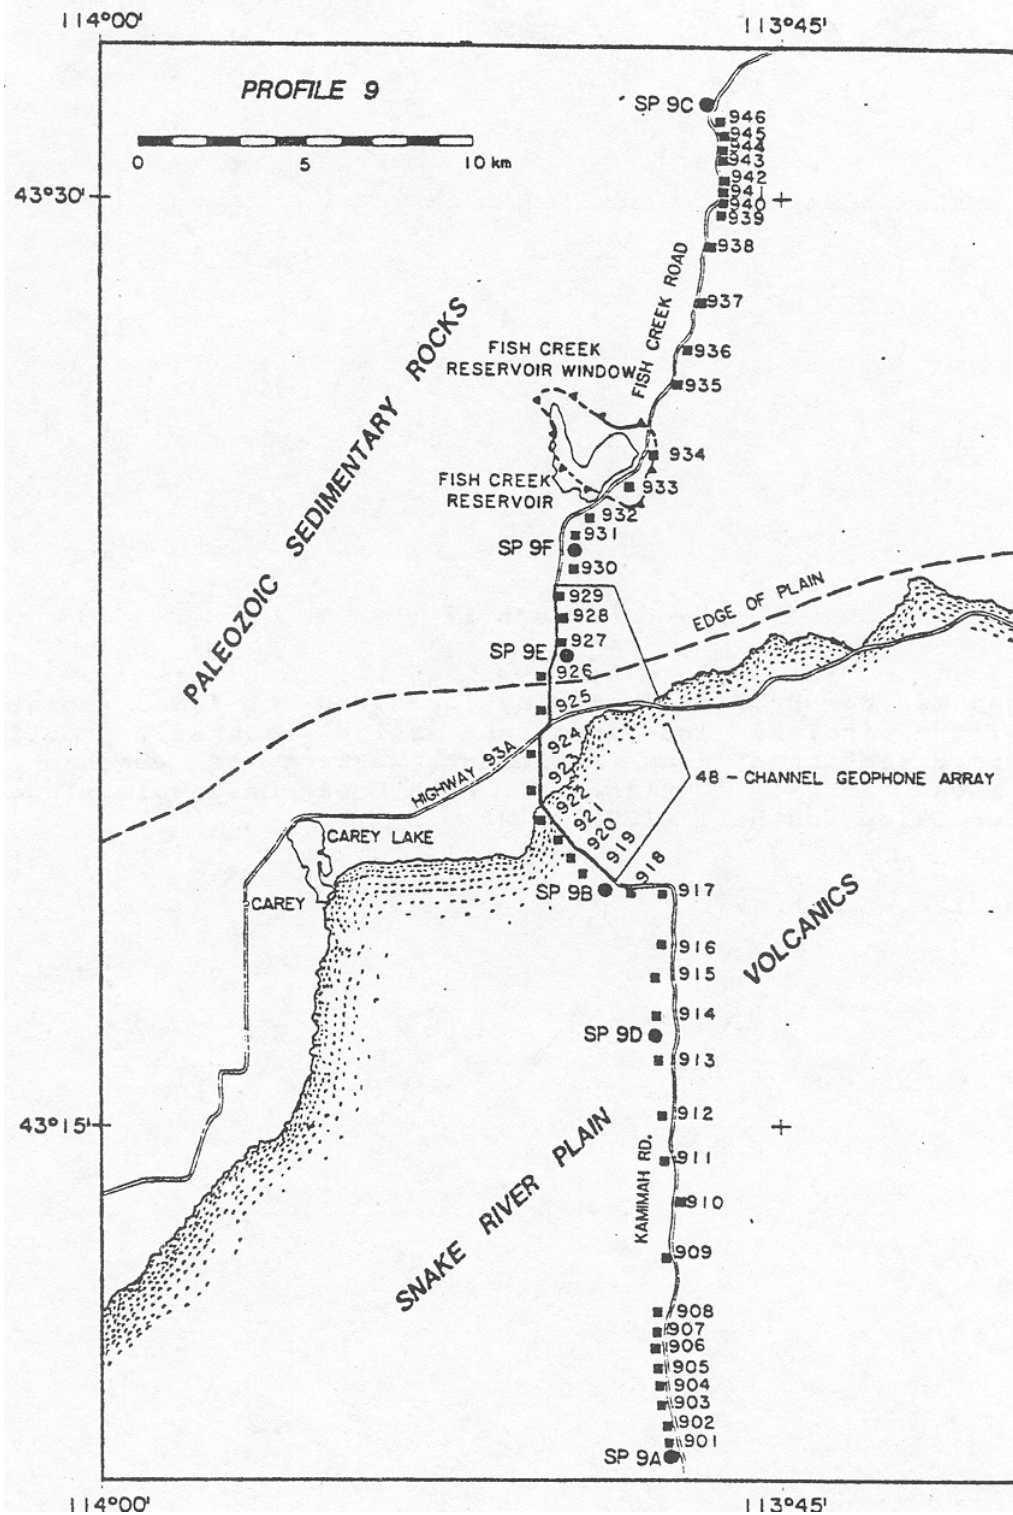 114°00'
113°45'
PROFILE 9
0 5 10 km
SP 9C
946
945
944
943
942
941
940
939
43°30'
938
937
936
935
FISH CREEK ROAD
FISH CREEK
RESERVOIR WINDOW
934
933
FISH CREEK
RESERVOIR
932
931
SP 9F
930
929
928
927
SP 9E
926
925
PALEOZOIC SEDIMENTARY ROCKS
EDGE OF PLAIN
HIGHWAY 93A
924
923
922
921
920
919
918
48 - CHANNEL GEOPHONE ARRAY
CAREY LAKE
CAREY
SP 9B
917
916
915
914
SP 9D
913
VOLCANICS
912
43°15'
911
910
KAMIMAH RD.
909
SNAKE RIVER PLAIN
908
907
906
905
904
903
902
901
SP 9A
114°00'
113°45'